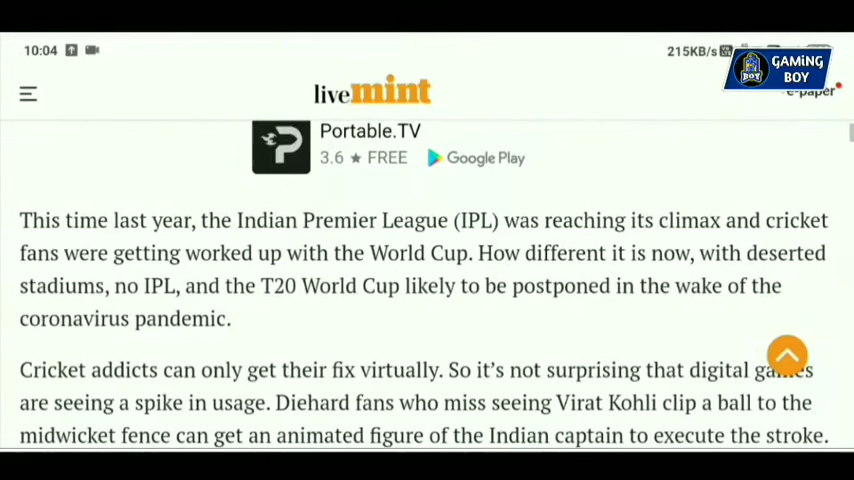 10:04 215KB/s
GAMiNG
BOY
livemint
e-paper
Portable.TV
3.6 ★ FREE Google Play
This time last year, the Indian Premier League (IPL) was reaching its climax and cricket
fans were getting worked up with the World Cup. How different it is now, with deserted
stadiums, no IPL, and the T20 World Cup likely to be postponed in the wake of the
coronavirus pandemic.
Cricket addicts can only get their fix virtually. So it’s not surprising that digital games
are seeing a spike in usage. Diehard fans who miss seeing Virat Kohli clip a ball to the
midwicket fence can get an animated figure of the Indian captain to execute the stroke.